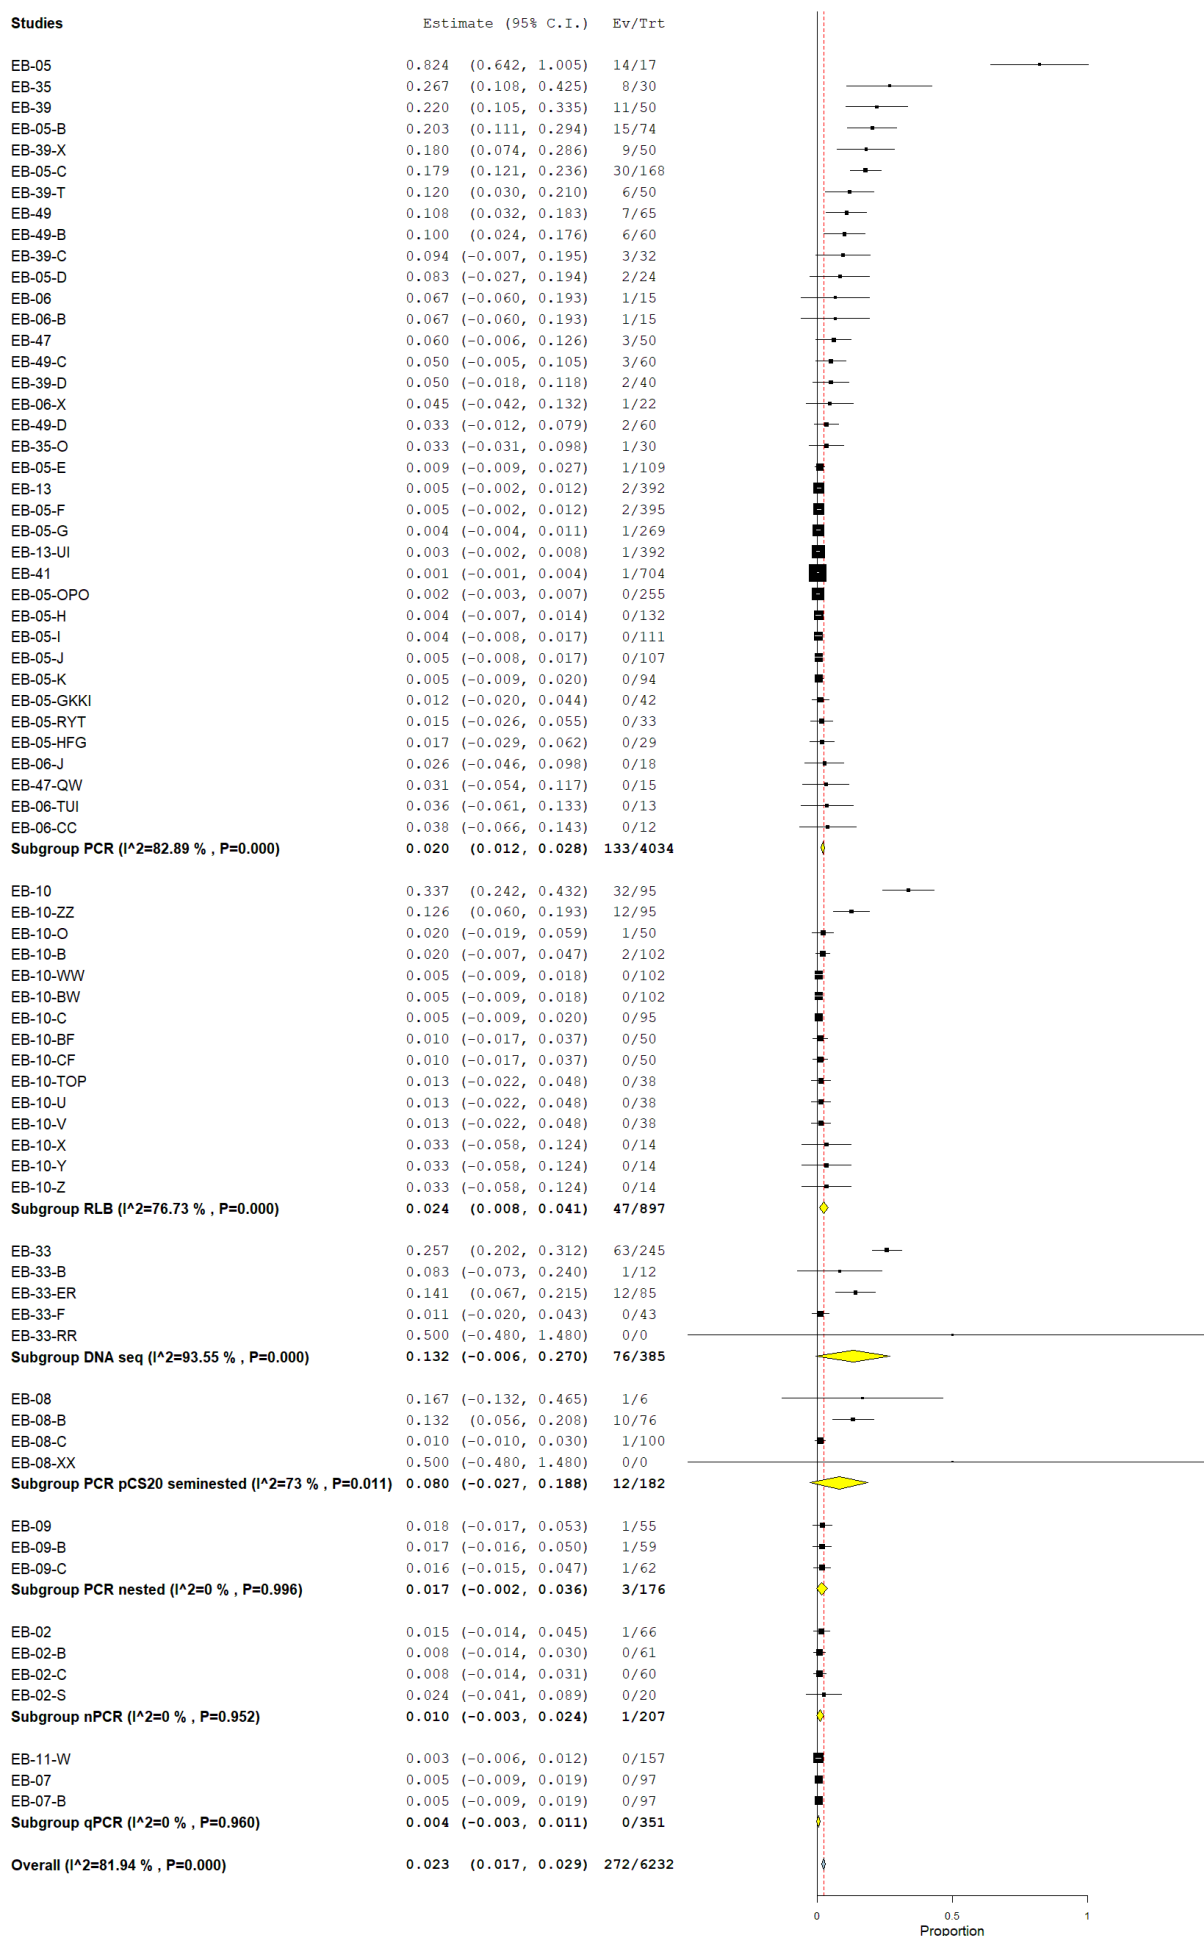 Studies Estimate (95% C.I.) Ev/Trt
EB-05 0.824 (0.642, 1.005) 14/17
EB-35 0.267 (0.108, 0.425) 8/30
EB-39 0.220 (0.105, 0.335) 11/50
EB-05-B 0.203 (0.111, 0.294) 15/74
EB-39-X 0.180 (0.074, 0.286) 9/50
EB-05-C 0.179 (0.121, 0.236) 30/168
EB-39-T 0.120 (0.030, 0.210) 6/50
EB-49 0.108 (0.032, 0.183) 7/65
EB-49-B 0.100 (0.024, 0.176) 6/60
EB-39-C 0.094 (-0.007, 0.195) 3/32
EB-05-D 0.083 (-0.027, 0.194) 2/24
EB-06 0.067 (-0.060, 0.193) 1/15
EB-06-B 0.067 (-0.060, 0.193) 1/15
EB-47 0.060 (-0.006, 0.126) 3/50
EB-49-C 0.050 (-0.005, 0.105) 3/60
EB-39-D 0.050 (-0.018, 0.118) 2/40
EB-06-X 0.045 (-0.042, 0.132) 1/22
EB-49-D 0.033 (-0.012, 0.079) 2/60
EB-35-O 0.033 (-0.031, 0.098) 1/30
EB-05-E 0.009 (-0.009, 0.027) 1/109
EB-13 0.005 (-0.002, 0.012) 2/392
EB-05-F 0.005 (-0.002, 0.012) 2/395
EB-05-G 0.004 (-0.004, 0.011) 1/269
EB-13-UI 0.003 (-0.002, 0.008) 1/392
EB-41 0.001 (-0.001, 0.004) 1/704
EB-05-OPO 0.002 (-0.003, 0.007) 0/255
EB-05-H 0.004 (-0.007, 0.014) 0/132
EB-05-I 0.004 (-0.008, 0.017) 0/111
EB-05-J 0.005 (-0.008, 0.017) 0/107
EB-05-K 0.005 (-0.009, 0.020) 0/94
EB-05-GKKI 0.012 (-0.020, 0.044) 0/42
EB-05-RYT 0.015 (-0.026, 0.055) 0/33
EB-05-HFG 0.017 (-0.029, 0.062) 0/29
EB-06-J 0.026 (-0.046, 0.098) 0/18
EB-47-QW 0.031 (-0.054, 0.117) 0/15
EB-06-TUI 0.036 (-0.061, 0.133) 0/13
EB-06-CC 0.038 (-0.066, 0.143) 0/12
Subgroup PCR (I^2=82.89 % , P=0.000) 0.020 (0.012, 0.028) 133/4034
EB-10 0.337 (0.242, 0.432) 32/95
EB-10-ZZ 0.126 (0.060, 0.193) 12/95
EB-10-O 0.020 (-0.019, 0.059) 1/50
EB-10-B 0.020 (-0.007, 0.047) 2/102
EB-10-WW 0.005 (-0.009, 0.018) 0/102
EB-10-BW 0.005 (-0.009, 0.018) 0/102
EB-10-C 0.005 (-0.009, 0.020) 0/95
EB-10-BF 0.010 (-0.017, 0.037) 0/50
EB-10-CF 0.010 (-0.017, 0.037) 0/50
EB-10-TOP 0.013 (-0.022, 0.048) 0/38
EB-10-U 0.013 (-0.022, 0.048) 0/38
EB-10-V 0.013 (-0.022, 0.048) 0/38
EB-10-X 0.033 (-0.058, 0.124) 0/14
EB-10-Y 0.033 (-0.058, 0.124) 0/14
EB-10-Z 0.033 (-0.058, 0.124) 0/14
Subgroup RLB (I^2=76.73 % , P=0.000) 0.024 (0.008, 0.041) 47/897
EB-33 0.257 (0.202, 0.312) 63/245
EB-33-B 0.083 (-0.073, 0.240) 1/12
EB-33-ER 0.141 (0.067, 0.215) 12/85
EB-33-F 0.011 (-0.020, 0.043) 0/43
EB-33-RR 0.500 (-0.480, 1.480) 0/0
Subgroup DNA seq (I^2=93.55 % , P=0.000) 0.132 (-0.006, 0.270) 76/385
EB-08 0.167 (-0.132, 0.465) 1/6
EB-08-B 0.132 (0.056, 0.208) 10/76
EB-08-C 0.010 (-0.010, 0.030) 1/100
EB-08-XX 0.500 (-0.480, 1.480) 0/0
Subgroup PCR pCS20 seminested (I^2=73 % , P=0.011) 0.080 (-0.027, 0.188) 12/182
EB-09 0.018 (-0.017, 0.053) 1/55
EB-09-B 0.017 (-0.016, 0.050) 1/59
EB-09-C 0.016 (-0.015, 0.047) 1/62
Subgroup PCR nested (I^2=0 % , P=0.996) 0.017 (-0.002, 0.036) 3/176
EB-02 0.015 (-0.014, 0.045) 1/66
EB-02-B 0.008 (-0.014, 0.030) 0/61
EB-02-C 0.008 (-0.014, 0.031) 0/60
EB-02-S 0.024 (-0.041, 0.089) 0/20
Subgroup nPCR (I^2=0 % , P=0.952) 0.010 (-0.003, 0.024) 1/207
EB-11-W 0.003 (-0.006, 0.012) 0/157
EB-07 0.005 (-0.009, 0.019) 0/97
EB-07-B 0.005 (-0.009, 0.019) 0/97
Subgroup qPCR (I^2=0 % , P=0.960) 0.004 (-0.003, 0.011) 0/351
Overall (I^2=81.94 % , P=0.000) 0.023 (0.017, 0.029) 272/6232
0 0.5 1
Proportion